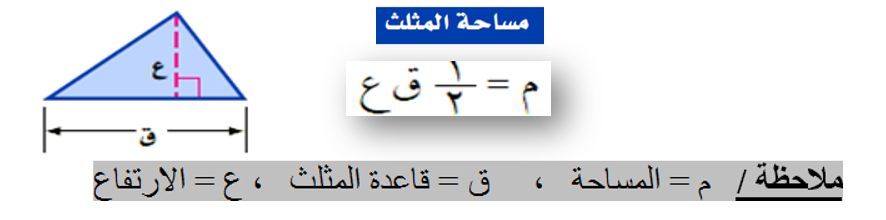 مساحة المثلث
م = ١/٢ ق ع
ع
ق
ملاحظة / م = المساحة ، ق = قاعدة المثلث ، ع = الارتفاع